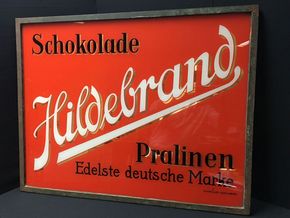 Schokolade
Hildebrand
Pralinen
Edelste deutsche Marke